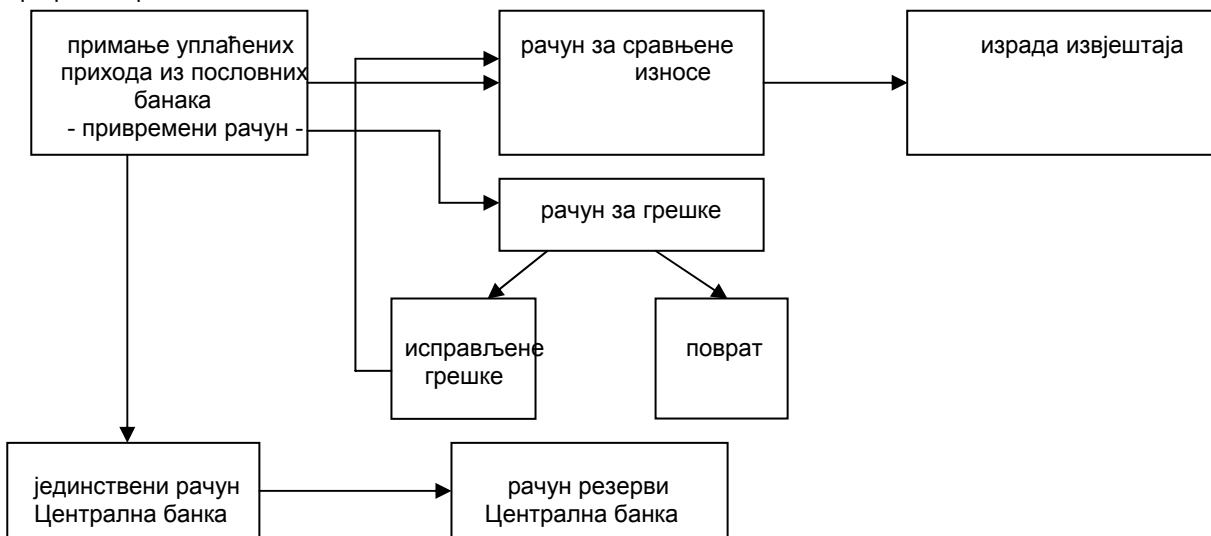 примање уплаћених
прихода из пословних
банака
- привремени рачун -
рачун за сравњене
износе
израда извјештаја
рачун за грешке
исправљене
грешке
поврат
јединствени рачун
Централна банка
рачун резерви
Централна банка